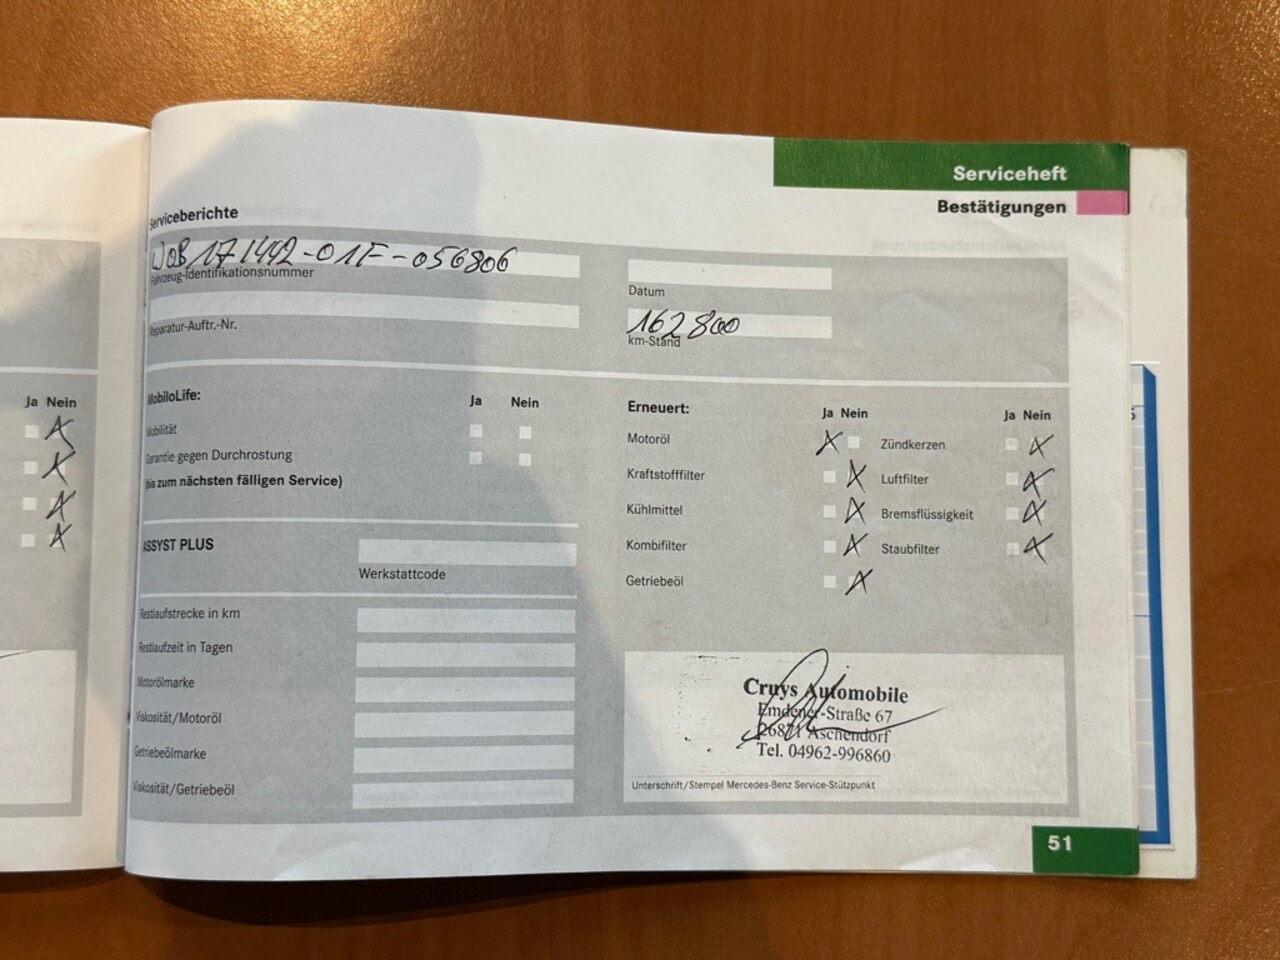 Serviceheft
Bestätigungen
Serviceberichte
WDB171442-01F-056806
Fahrzeug-Identifikationsnummer
Datum
Reparatur-Auftr.-Nr.
162800
km-Stand
MobiloLife:
Ja Nein
Mobilität
Garantie gegen Durchrostung
(bis zum nächsten fälligen Service)
ASSYST PLUS
Werkstattcode
Restlaufstrecke in km
Restlaufzeit in Tagen
Motorölmarke
Viskosität/Motoröl
Getriebeölmarke
Viskosität/Getriebeöl
Erneuert:
Ja Nein
Ja Nein
Motoröl
Zündkerzen
Kraftstofffilter
Luftfilter
Kühlmittel
Bremsflüssigkeit
Kombifilter
Staubfilter
Getriebeöl
Cruys Automobile
Emdener-Straße 67
26871 Aschendorf
Tel. 04962-996860
Unterschrift/Stempel Mercedes-Benz Service-Stützpunkt
51
Ja Nein